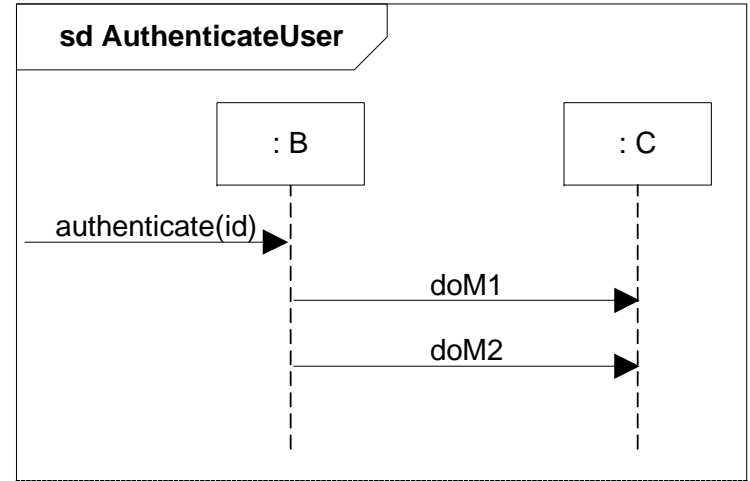 sd AuthenticateUser
: B
: C
authenticate(id)
doM1
doM2